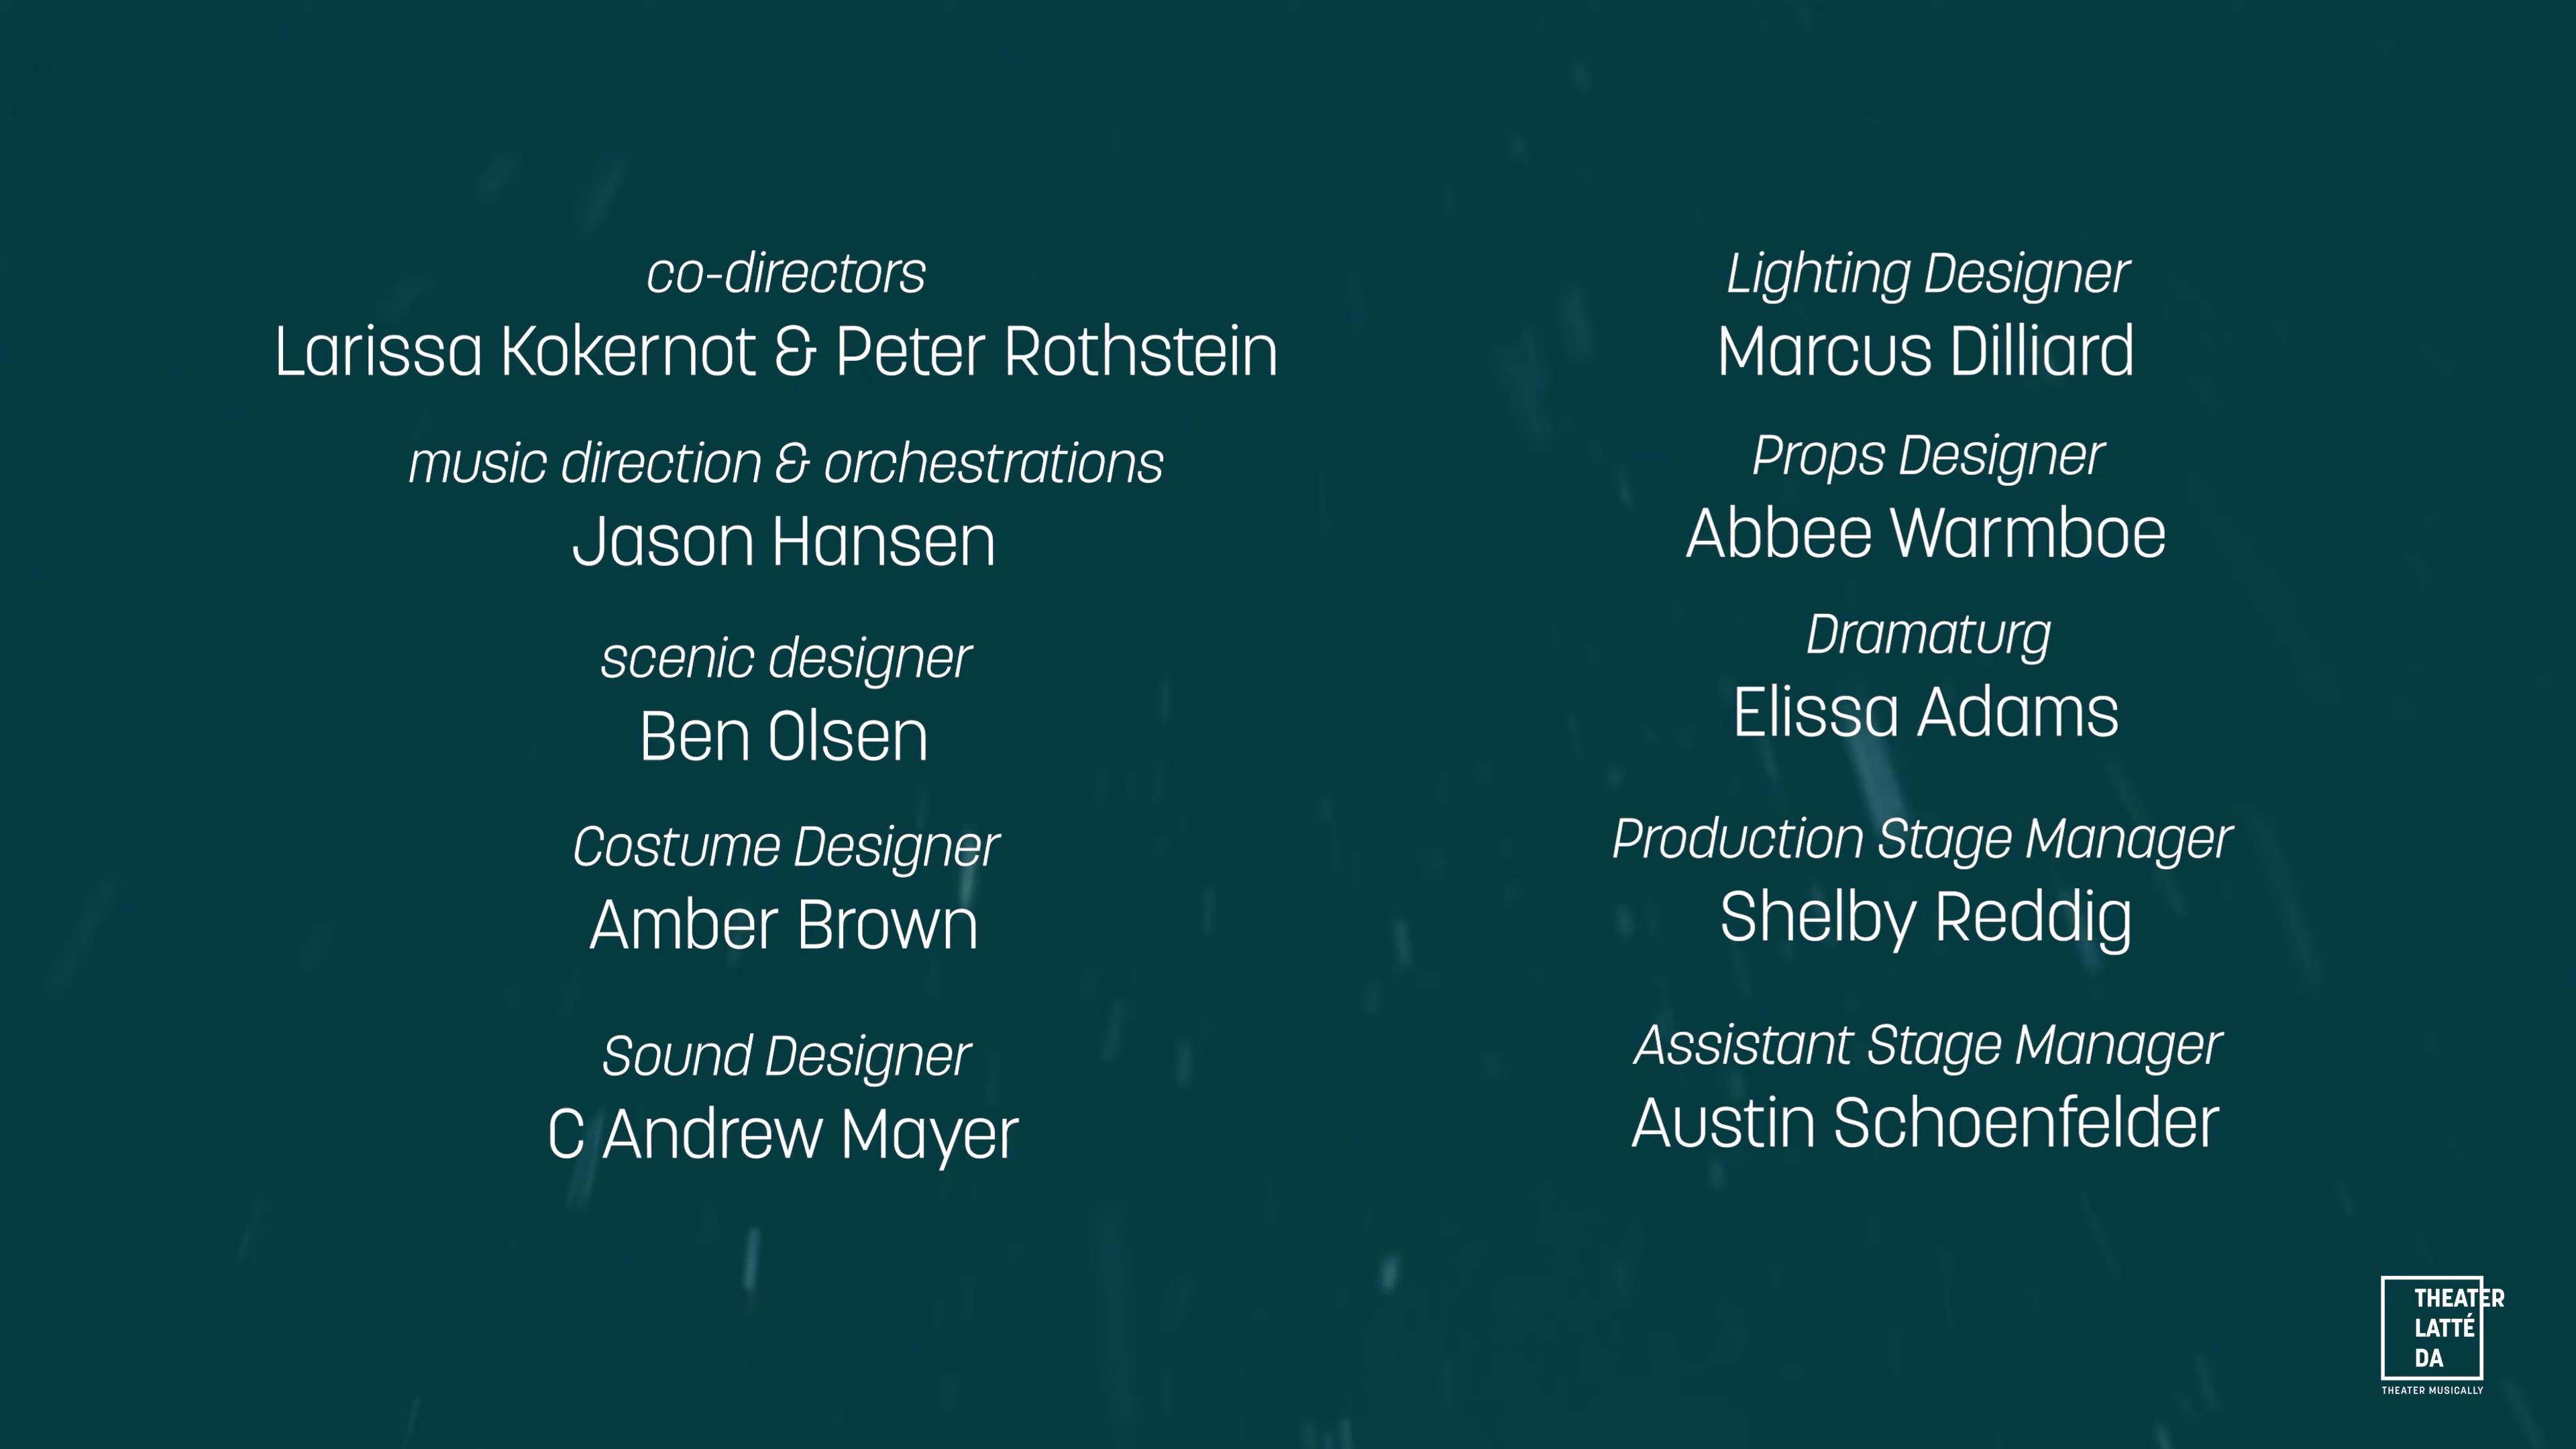 co-directors
Larissa Kokernot & Peter Rothstein
music direction & orchestrations
Jason Hansen
scenic designer
Ben Olsen
Costume Designer
Amber Brown
Sound Designer
C Andrew Mayer
Lighting Designer
Marcus Dilliard
Props Designer
Abbee Warmboe
Dramaturg
Elissa Adams
Production Stage Manager
Shelby Reddig
Assistant Stage Manager
Austin Schoenfelder
THEATER
LATTÉ
DA
THEATER MUSICALLY